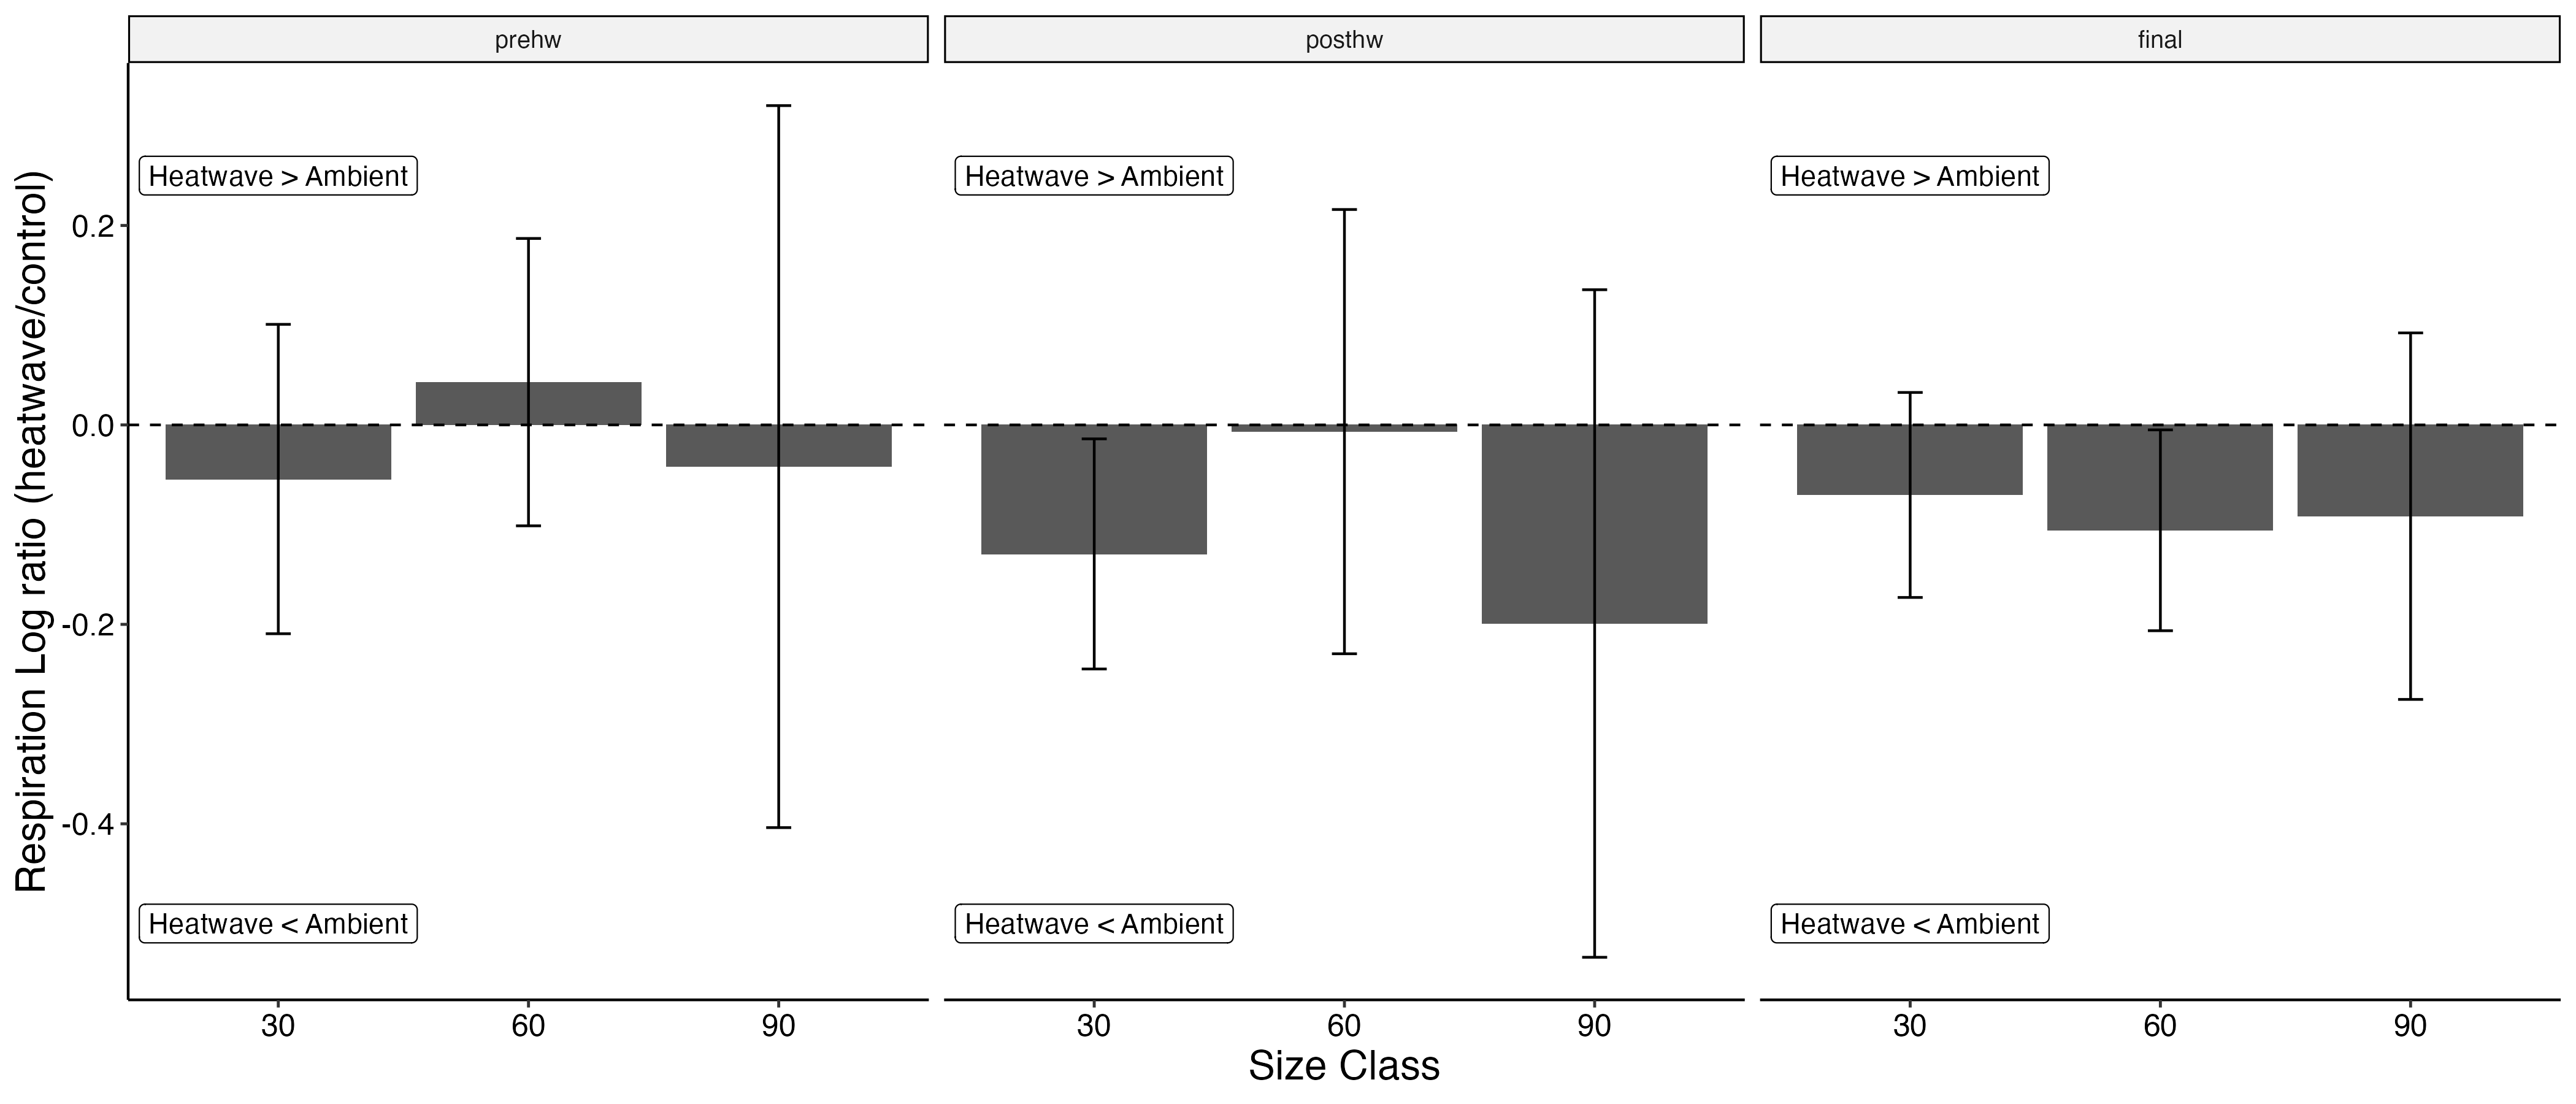 prehw
posthw
final
Respiration Log ratio (heatwave/control)
0.2
0.0
-0.2
-0.4
Heatwave > Ambient
Heatwave < Ambient
Heatwave > Ambient
Heatwave < Ambient
Heatwave > Ambient
Heatwave < Ambient
30 60 90
30 60 90
30 60 90
Size Class